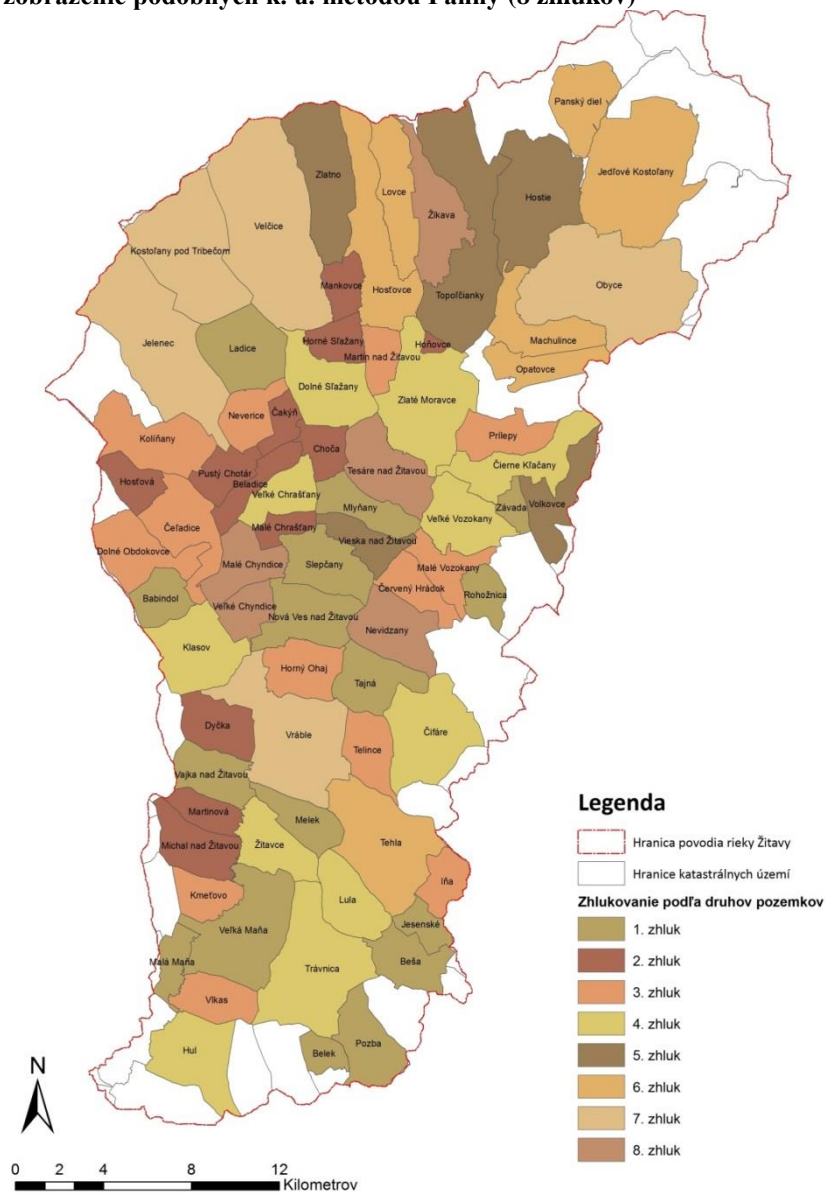 zobrazenie podobných k. ú. metódou Fanny (8 zhlukov)
Panský diel
Jedľové Kostoľany
Zlatno
Lovce
Žikava
Hostie
Velčice
Kostoľany pod Tribečom
Mankovce
Hosťovce
Topoľčianky
Obyce
Jelenec
Ladice
Horné Sľažany
Martin nad Žitavou
Hoňovce
Machulince
Opatovce
Dolné Sľažany
Zlaté Moravce
Neverice
Čakýň
Kolíňany
Prílepy
Choča
Čierne Kľačany
Hosťová
Pustý Chotár
Beladice
Tesáre nad Žitavou
Veľké Chrašťany
Mlyňany
Závada
Volkovce
Čeľadice
Malé Chrašťany
Veľké Vozokany
Vieska nad Žitavou
Dolné Obdokovce
Malé Chyndice
Slepčany
Malé Vozokany
Červený Hrádok
Rohožnica
Babindol
Veľké Chyndice
Nová Ves nad Žitavou
Nevidzany
Klasov
Horný Ohaj
Tajná
Dyčka
Vráble
Telince
Čifáre
Vajka nad Žitavou
Martinová
Melek
Michal nad Žitavou
Žitavce
Tehla
Iňa
Kmeťovo
Lula
Veľká Maňa
Jesenské
Malá Maňa
Trávnica
Beša
Vlkas
Hul
Belek
Pozba
N
0 2 4 8 12
Kilometrov
Legenda
Hranica povodia rieky Žitavy
Hranice katastrálnych území
Zhlukovanie podľa druhov pozemkov
1. zhluk
2. zhluk
3. zhluk
4. zhluk
5. zhluk
6. zhluk
7. zhluk
8. zhluk